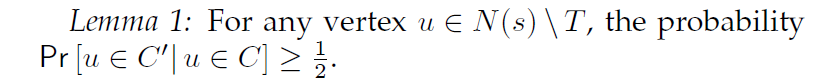 Lemma 1: For any vertex u ∈ N(s) \ T, the probability
Pr [u ∈ C′| u ∈ C] ≥ 1/2.